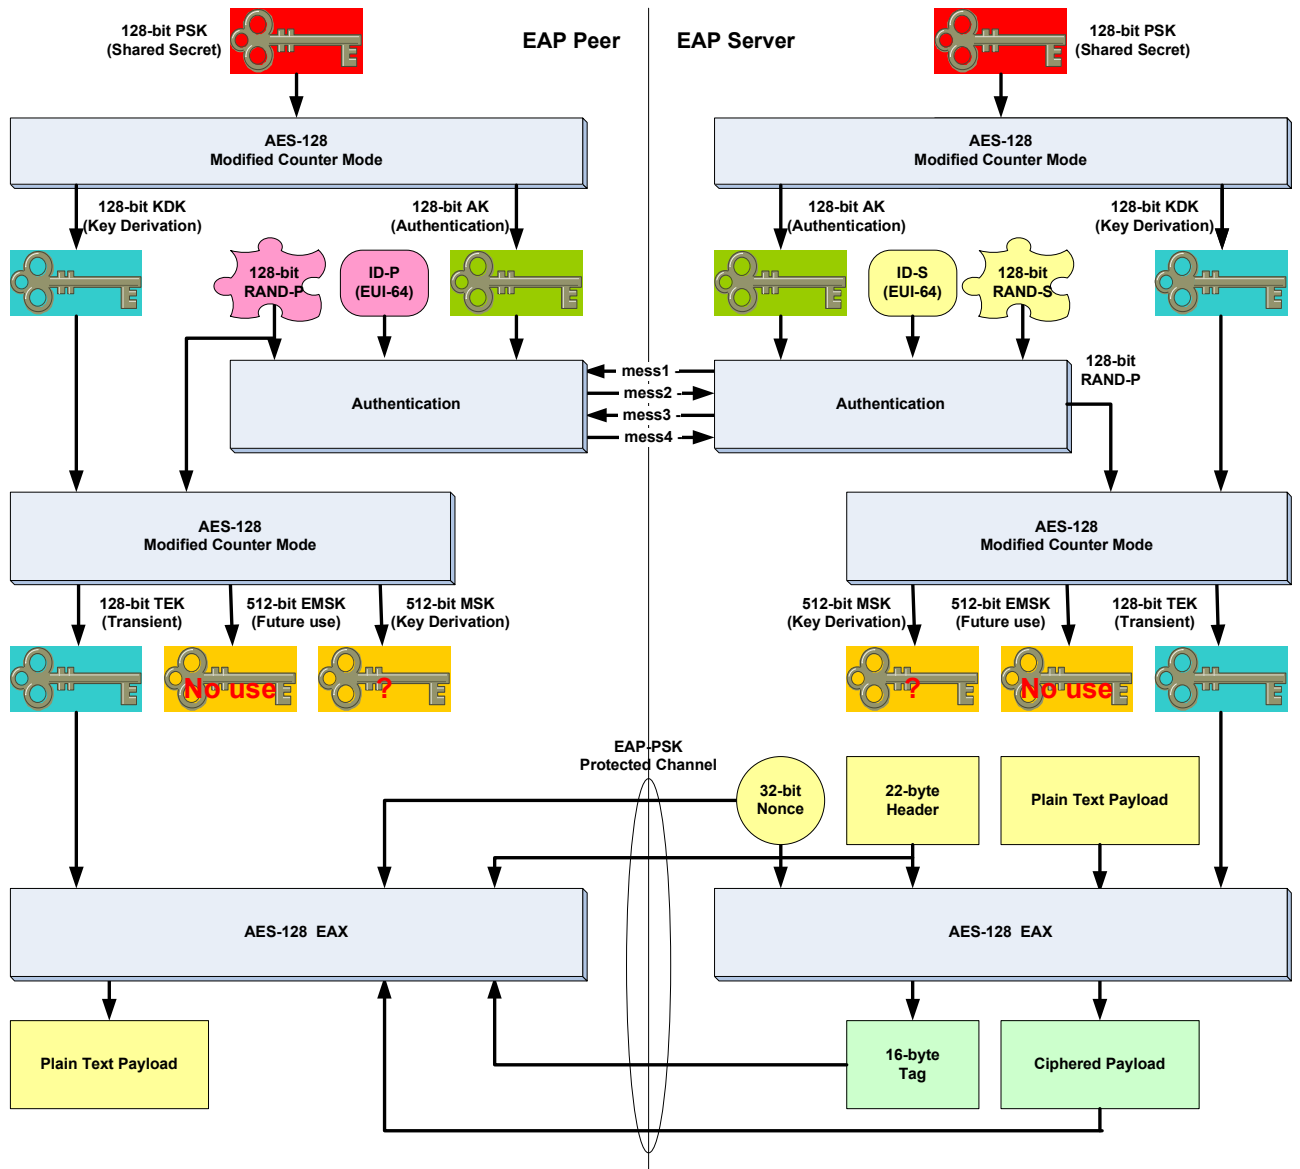 128-bit PSK
(Shared Secret)
EAP Peer
EAP Server
128-bit PSK
(Shared Secret)
AES-128
Modified Counter Mode
AES-128
Modified Counter Mode
128-bit KDK
(Key Derivation)
128-bit AK
(Authentication)
128-bit AK
(Authentication)
128-bit KDK
(Key Derivation)
128-bit
RAND-P
ID-P
(EUI-64)
ID-S
(EUI-64)
128-bit
RAND-S
Authentication
mess1
mess2
mess3
mess4
Authentication
128-bit
RAND-P
AES-128
Modified Counter Mode
AES-128
Modified Counter Mode
128-bit TEK
(Transient)
512-bit EMSK
(Future use)
512-bit MSK
(Key Derivation)
512-bit MSK
(Key Derivation)
512-bit EMSK
(Future use)
128-bit TEK
(Transient)
No use
?
?
No use
EAP-PSK
Protected Channel
32-bit
Nonce
22-byte
Header
Plain Text Payload
AES-128 EAX
AES-128 EAX
Plain Text Payload
16-byte
Tag
Ciphered Payload